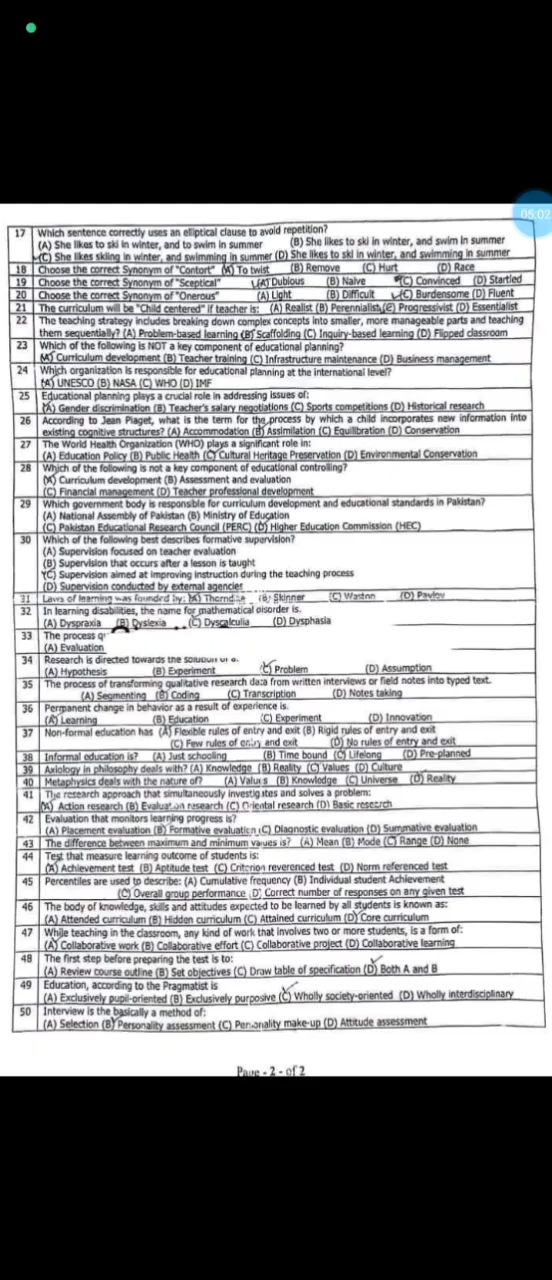 05:02
17 Which sentence correctly uses an elliptical clause to avoid repetition?
(A) She likes to ski in winter, and to swim in summer (B) She likes to ski in winter, and swim in summer
(C) She likes skiing in winter, and swimming in summer (D) She likes to ski in winter, and swimming in summer
18 Choose the correct Synonym of "Contort" (A) To twist (B) Remove (C) Hurt (D) Race
19 Choose the correct Synonym of "Sceptical" (A) Dubious (B) Naive (C) Convinced (D) Startled
20 Choose the correct Synonym of "Onerous" (A) Light (B) Difficult (C) Burdensome (D) Fluent
21 The curriculum will be "Child centered" if teacher is: (A) Realist (B) Perennialist (C) Progressivist (D) Essentialist
22 The teaching strategy includes breaking down complex concepts into smaller, more manageable parts and teaching
them sequentially? (A) Problem-based learning (B) Scaffolding (C) Inquiry-based learning (D) Flipped classroom
23 Which of the following is NOT a key component of educational planning?
(A) Curriculum development (B) Teacher training (C) Infrastructure maintenance (D) Business management
24 Which organization is responsible for educational planning at the international level?
(A) UNESCO (B) NASA (C) WHO (D) IMF
25 Educational planning plays a crucial role in addressing issues of:
(A) Gender discrimination (B) Teacher's salary negotiations (C) Sports competitions (D) Historical research
26 According to Jean Piaget, what is the term for the process by which a child incorporates new information into
existing cognitive structures? (A) Accommodation (B) Assimilation (C) Equilibration (D) Conservation
27 The World Health Organization (WHO) plays a significant role in:
(A) Education Policy (B) Public Health (C) Cultural Heritage Preservation (D) Environmental Conservation
28 Which of the following is not a key component of educational controlling?
(A) Curriculum development (B) Assessment and evaluation
(C) Financial management (D) Teacher professional development
29 Which government body is responsible for curriculum development and educational standards in Pakistan?
(A) National Assembly of Pakistan (B) Ministry of Education
(C) Pakistan Educational Research Council (PERC) (D) Higher Education Commission (HEC)
30 Which of the following best describes formative supervision?
(A) Supervision focused on teacher evaluation
(B) Supervision that occurs after a lesson is taught
(C) Supervision aimed at improving instruction during the teaching process
(D) Supervision conducted by external agencies
31 Laws of learning was founded by: (A) Thorndike (B) Skinner (C) Watson (D) Pavlov
32 In learning disabilities, the name for mathematical disorder is.
(A) Dyspraxia (B) Dyslexia (C) Dyscalculia (D) Dysphasia
33 The process
(A) Evaluation
34 Research is directed towards the solution of a.
(A) Hypothesis (B) Experiment (C) Problem (D) Assumption
35 The process of transforming qualitative research data from written interviews or field notes into typed text.
(A) Segmenting (B) Coding (C) Transcription (D) Notes taking
36 Permanent change in behavior as a result of experience is.
(A) Learning (B) Education (C) Experiment (D) Innovation
37 Non-formal education has (A) Flexible rules of entry and exit (B) Rigid rules of entry and exit
(C) Few rules of entry and exit (D) No rules of entry and exit
38 Informal education is? (A) Just schooling (B) Time bound (C) Lifelong (D) Pre-planned
39 Axiology in philosophy deals with? (A) Knowledge (B) Reality (C) Values (D) Culture
40 Metaphysics deals with the nature of? (A) Values (B) Knowledge (C) Universe (D) Reality
41 The research approach that simultaneously investigates and solves a problem:
(A) Action research (B) Evaluation research (C) Oriental research (D) Basic research
42 Evaluation that monitors learning progress is?
(A) Placement evaluation (B) Formative evaluation (C) Diagnostic evaluation (D) Summative evaluation
43 The difference between maximum and minimum values is? (A) Mean (B) Mode (C) Range (D) None
44 Test that measure learning outcome of students is:
(A) Achievement test (B) Aptitude test (C) Criterion reverenced test (D) Norm referenced test
45 Percentiles are used to describe: (A) Cumulative frequency (B) Individual student Achievement
(C) Overall group performance (D) Correct number of responses on any given test
46 The body of knowledge, skills and attitudes expected to be learned by all students is known as:
(A) Attended curriculum (B) Hidden curriculum (C) Attained curriculum (D) Core curriculum
47 While teaching in the classroom, any kind of work that involves two or more students, is a form of:
(A) Collaborative work (B) Collaborative effort (C) Collaborative project (D) Collaborative learning
48 The first step before preparing the test is to:
(A) Review course outline (B) Set objectives (C) Draw table of specification (D) Both A and B
49 Education, according to the Pragmatist is
(A) Exclusively pupil-oriented (B) Exclusively purposive (C) Wholly society-oriented (D) Wholly interdisciplinary
50 Interview is the basically a method of:
(A) Selection (B) Personality assessment (C) Personality make-up (D) Attitude assessment
Page - 2 - of 2